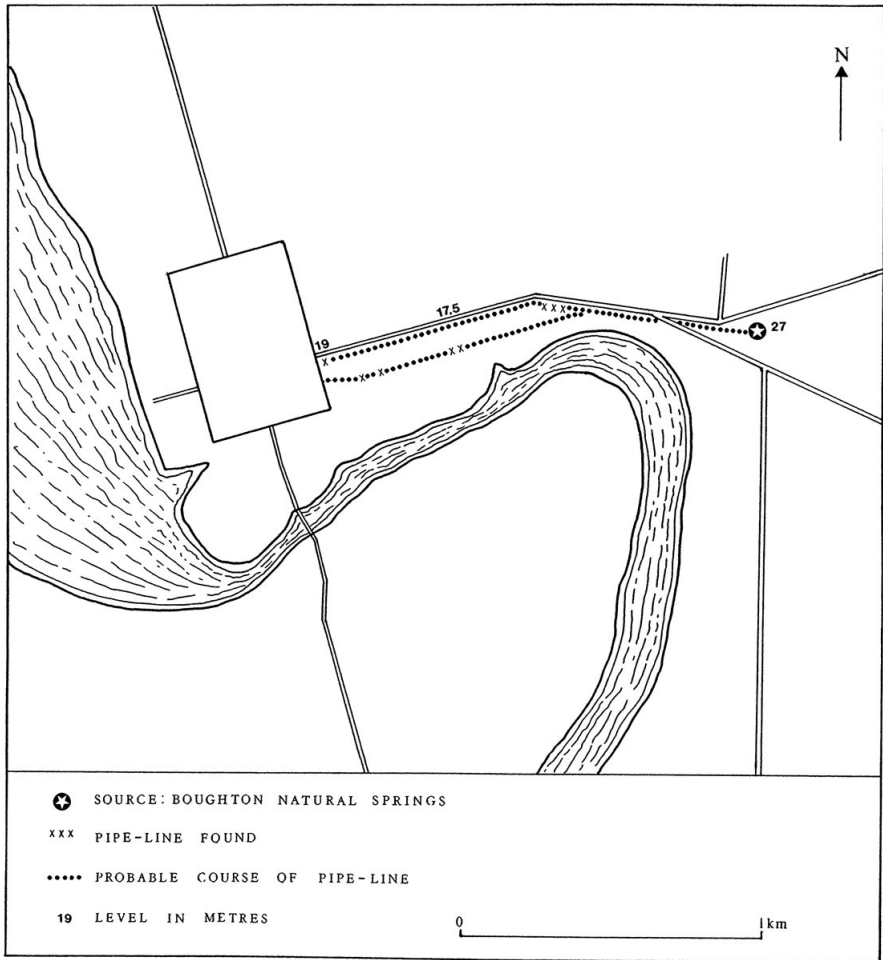 N
27
17.5
19
SOURCE: BOUGHTON NATURAL SPRINGS
xxx PIPE-LINE FOUND
PROBABLE COURSE OF PIPE-LINE
19 LEVEL IN METRES
0 1km